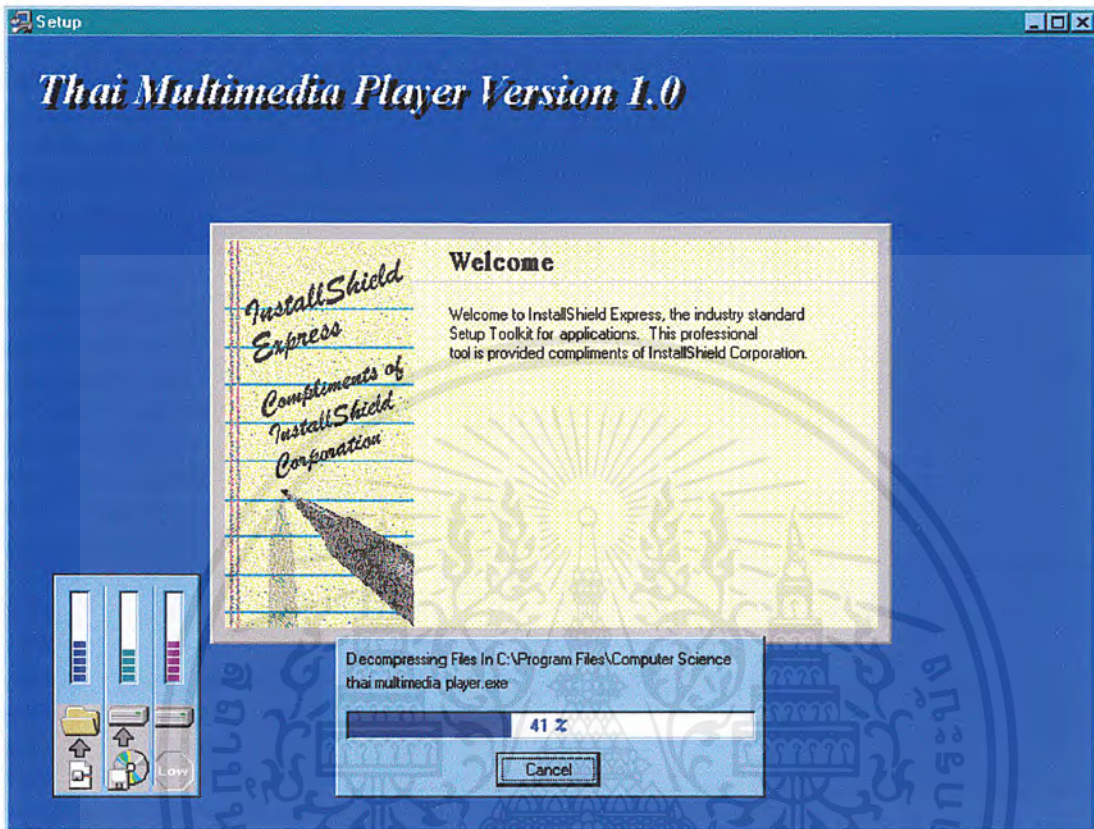 Setup
Thai Multimedia Player Version 1.0
InstallShield
Express
Compliments of
InstallShield
Corporation
Welcome
Welcome to InstallShield Express, the industry standard
Setup Toolkit for applications. This professional
tool is provided compliments of InstallShield Corporation.
Decompressing Files In C:\Program Files\Computer Science
thai multimedia player.exe
41 %
Cancel
Low